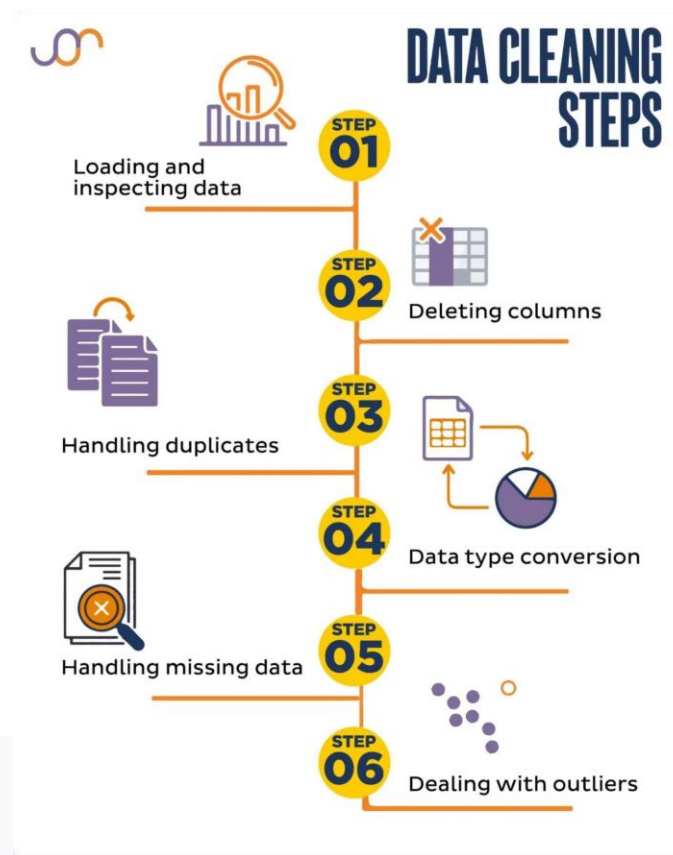 DATA CLEANING
STEPS
STEP
01
Loading and
inspecting data
STEP
02
Deleting columns
STEP
03
Handling duplicates
STEP
04
Data type conversion
STEP
05
Handling missing data
STEP
06
Dealing with outliers